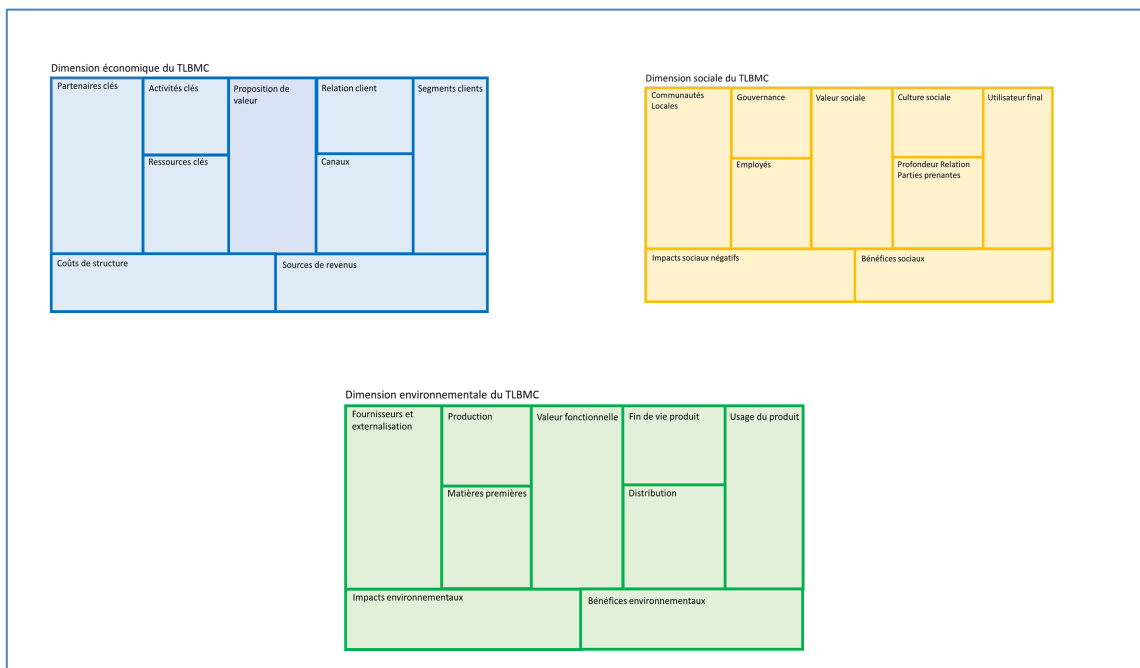 Dimension économique du TLBMC
Partenaires clés
Activités clés
Proposition de
valeur
Relation client
Segments clients
Ressources clés
Canaux
Coûts de structure
Sources de revenus
Dimension sociale du TLBMC
Communautés
Locales
Gouvernance
Valeur sociale
Culture sociale
Utilisateur final
Employés
Profondeur Relation
Parties prenantes
Impacts sociaux négatifs
Bénéfices sociaux
Dimension environnementale du TLBMC
Fournisseurs et
externalisation
Production
Valeur fonctionnelle
Fin de vie produit
Usage du produit
Matières premières
Distribution
Impacts environnementaux
Bénéfices environnementaux